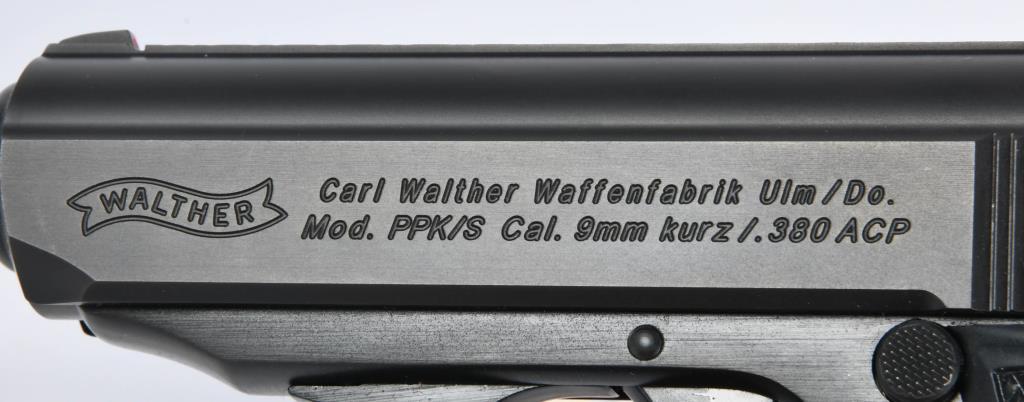 WALTHER
Carl Walther Waffenfabrik Ulm/Do.
Mod. PPK/S Cal. 9mm kurz/.380 ACP